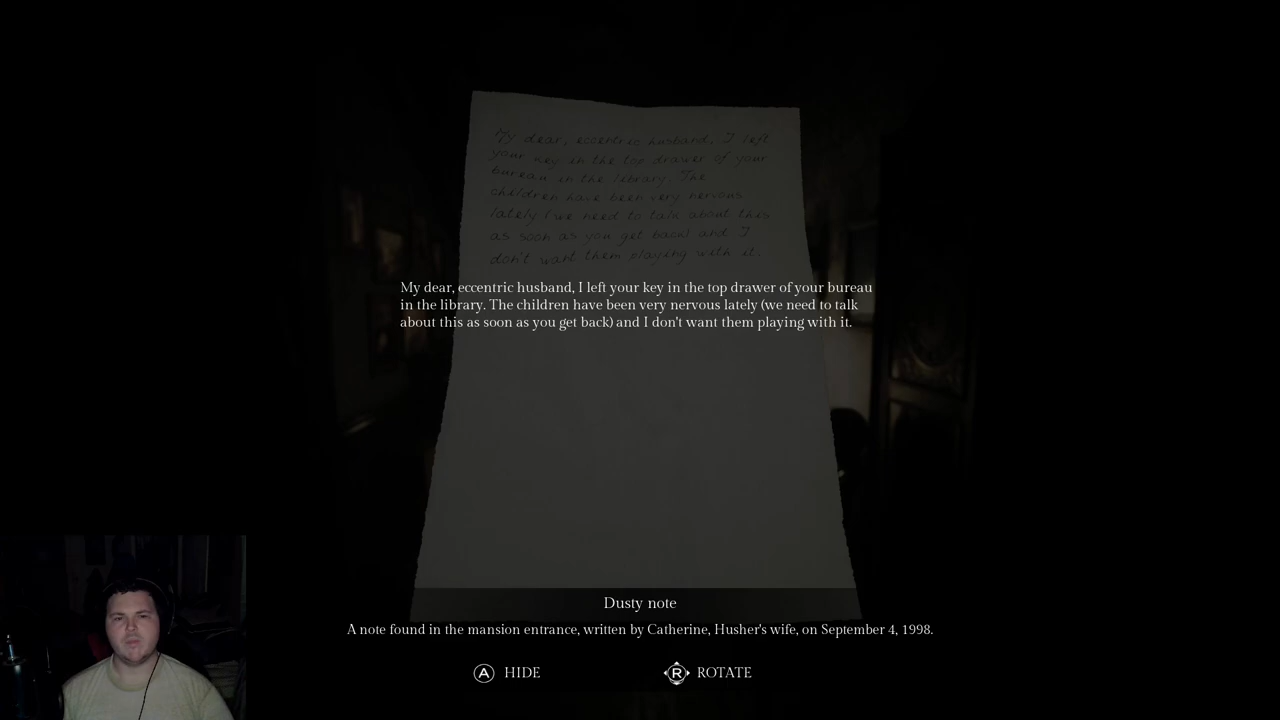 My dear, eccentric husband, I left
your key in the top drawer of your
bureau in the library. The
children have been very nervous
lately (we need to talk about this
as soon as you get back) and I
don't want them playing with it.
My dear, eccentric husband, I left your key in the top drawer of your bureau
in the library. The children have been very nervous lately (we need to talk
about this as soon as you get back) and I don't want them playing with it.
Dusty note
A note found in the mansion entrance, written by Catherine, Husher's wife, on September 4, 1998.
A HIDE R ROTATE